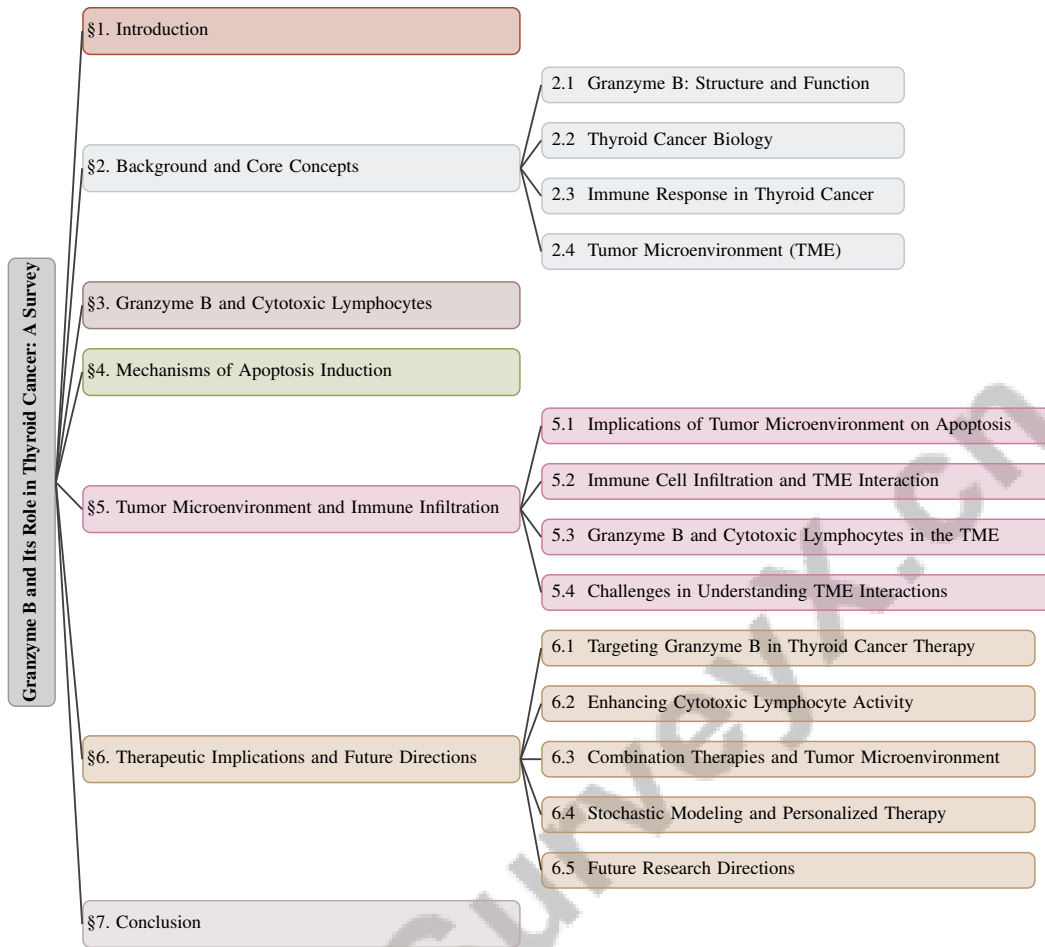 Granzyme B and Its Role in Thyroid Cancer: A Survey
§1. Introduction
§2. Background and Core Concepts
2.1 Granzyme B: Structure and Function
2.2 Thyroid Cancer Biology
2.3 Immune Response in Thyroid Cancer
2.4 Tumor Microenvironment (TME)
§3. Granzyme B and Cytotoxic Lymphocytes
§4. Mechanisms of Apoptosis Induction
§5. Tumor Microenvironment and Immune Infiltration
5.1 Implications of Tumor Microenvironment on Apoptosis
5.2 Immune Cell Infiltration and TME Interaction
5.3 Granzyme B and Cytotoxic Lymphocytes in the TME
5.4 Challenges in Understanding TME Interactions
§6. Therapeutic Implications and Future Directions
6.1 Targeting Granzyme B in Thyroid Cancer Therapy
6.2 Enhancing Cytotoxic Lymphocyte Activity
6.3 Combination Therapies and Tumor Microenvironment
6.4 Stochastic Modeling and Personalized Therapy
6.5 Future Research Directions
§7. Conclusion
Surveyx.cn